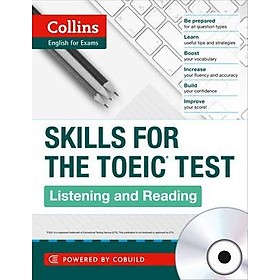 Collins
English for Exams
Be prepared
for all question types
Learn
useful tips and strategies
Boost
your vocabulary
Increase
your fluency and accuracy
Build
your confidence
Improve
your score!
SKILLS FOR
THE TOEIC® TEST
Listening and Reading
POWERED BY COBUILD